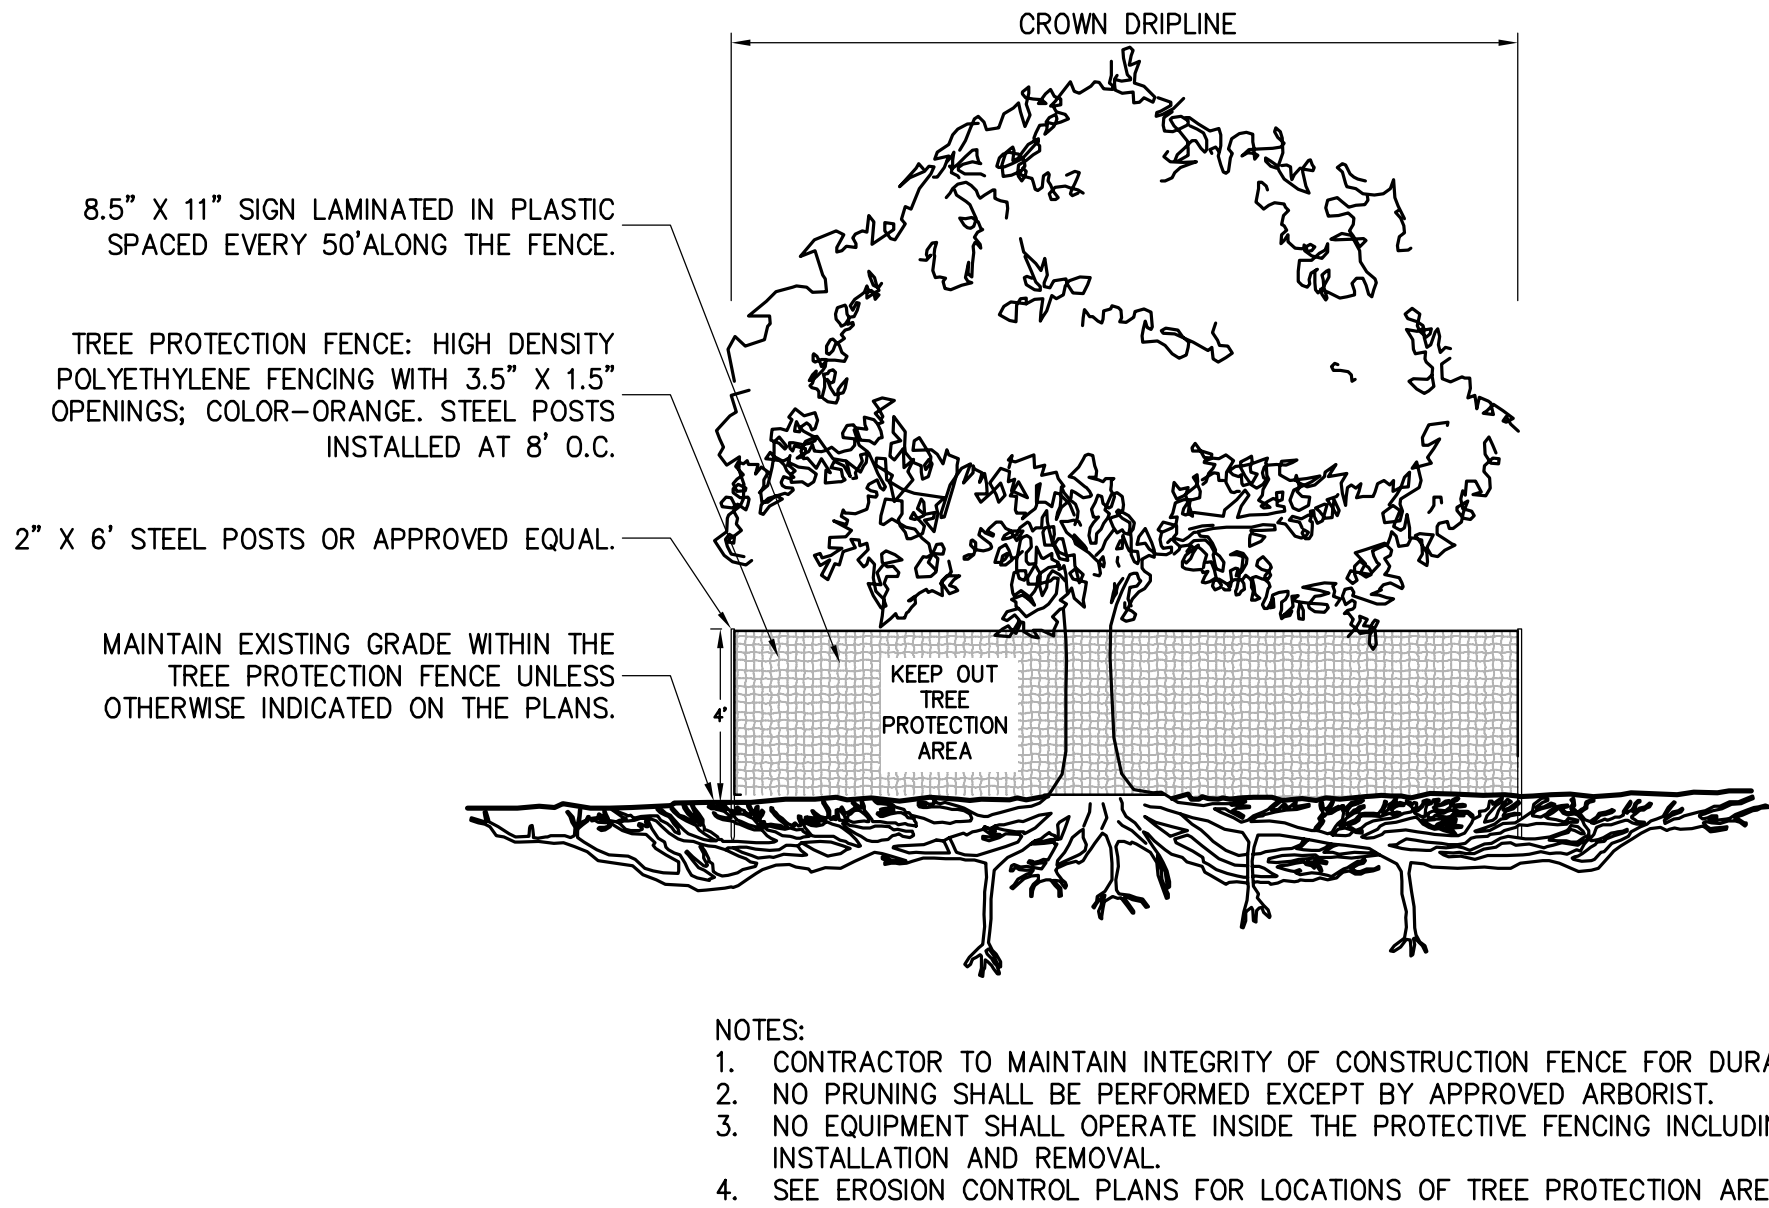 CROWN DRIPLINE
8.5" X 11" SIGN LAMINATED IN PLASTIC
SPACED EVERY 50'ALONG THE FENCE.
TREE PROTECTION FENCE: HIGH DENSITY
POLYETHYLENE FENCING WITH 3.5" X 1.5"
OPENINGS; COLOR-ORANGE. STEEL POSTS
INSTALLED AT 8' O.C.
2" X 6' STEEL POSTS OR APPROVED EQUAL.
MAINTAIN EXISTING GRADE WITHIN THE
TREE PROTECTION FENCE UNLESS
OTHERWISE INDICATED ON THE PLANS.
4'
KEEP OUT
TREE
PROTECTION
AREA
NOTES:
1. CONTRACTOR TO MAINTAIN INTEGRITY OF CONSTRUCTION FENCE FOR
2. NO PRUNING SHALL BE PERFORMED EXCEPT BY APPROVED ARBORIST.
3. NO EQUIPMENT SHALL OPERATE INSIDE THE PROTECTIVE FENCING
INSTALLATION AND REMOVAL.
4. SEE EROSION CONTROL PLANS FOR LOCATIONS OF TREE PROTECTION